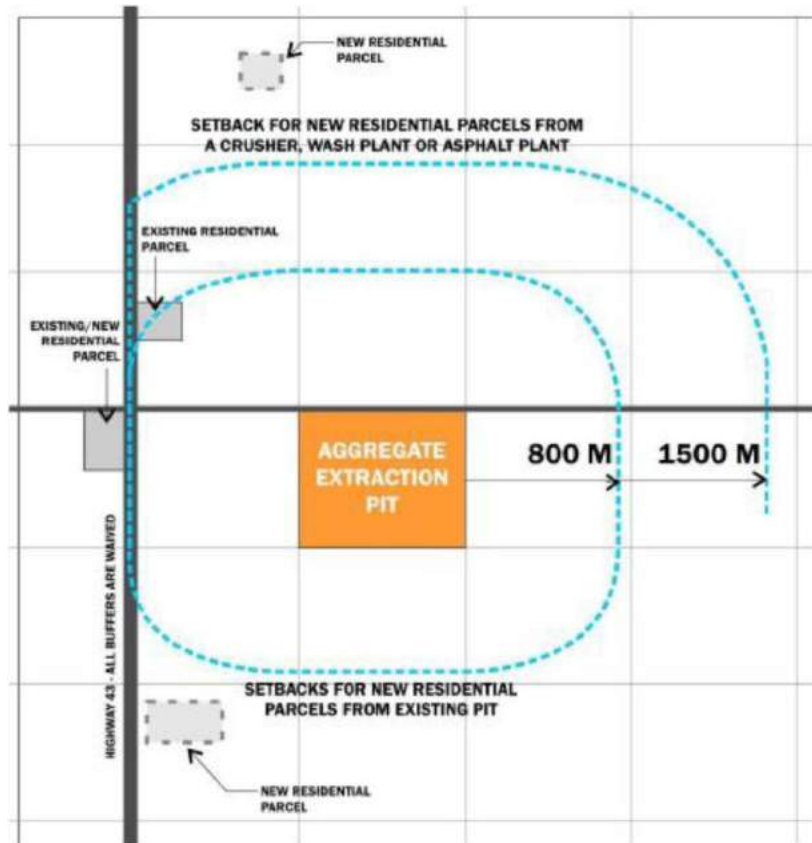 NEW RESIDENTIAL
PARCEL
SETBACK FOR NEW RESIDENTIAL PARCELS FROM
A CRUSHER, WASH PLANT OR ASPHALT PLANT
EXISTING RESIDENTIAL
PARCEL
EXISTING/NEW
RESIDENTIAL
PARCEL
AGGREGATE
EXTRACTION
PIT
800 M
1500 M
HIGHWAY 43 - ALL BUFFERS ARE WAIVED
SETBACKS FOR NEW RESIDENTIAL
PARCELS FROM EXISTING PIT
NEW RESIDENTIAL
PARCEL